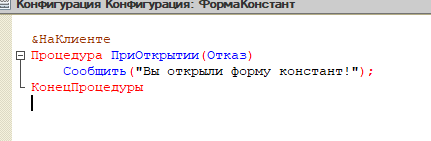 Конфигурация Конфигурация: ФормаКонстант
&НаКлиенте
Процедура ПриОткрытии(Отказ)
Сообщить("Вы открыли форму констант!");
КонецПроцедуры